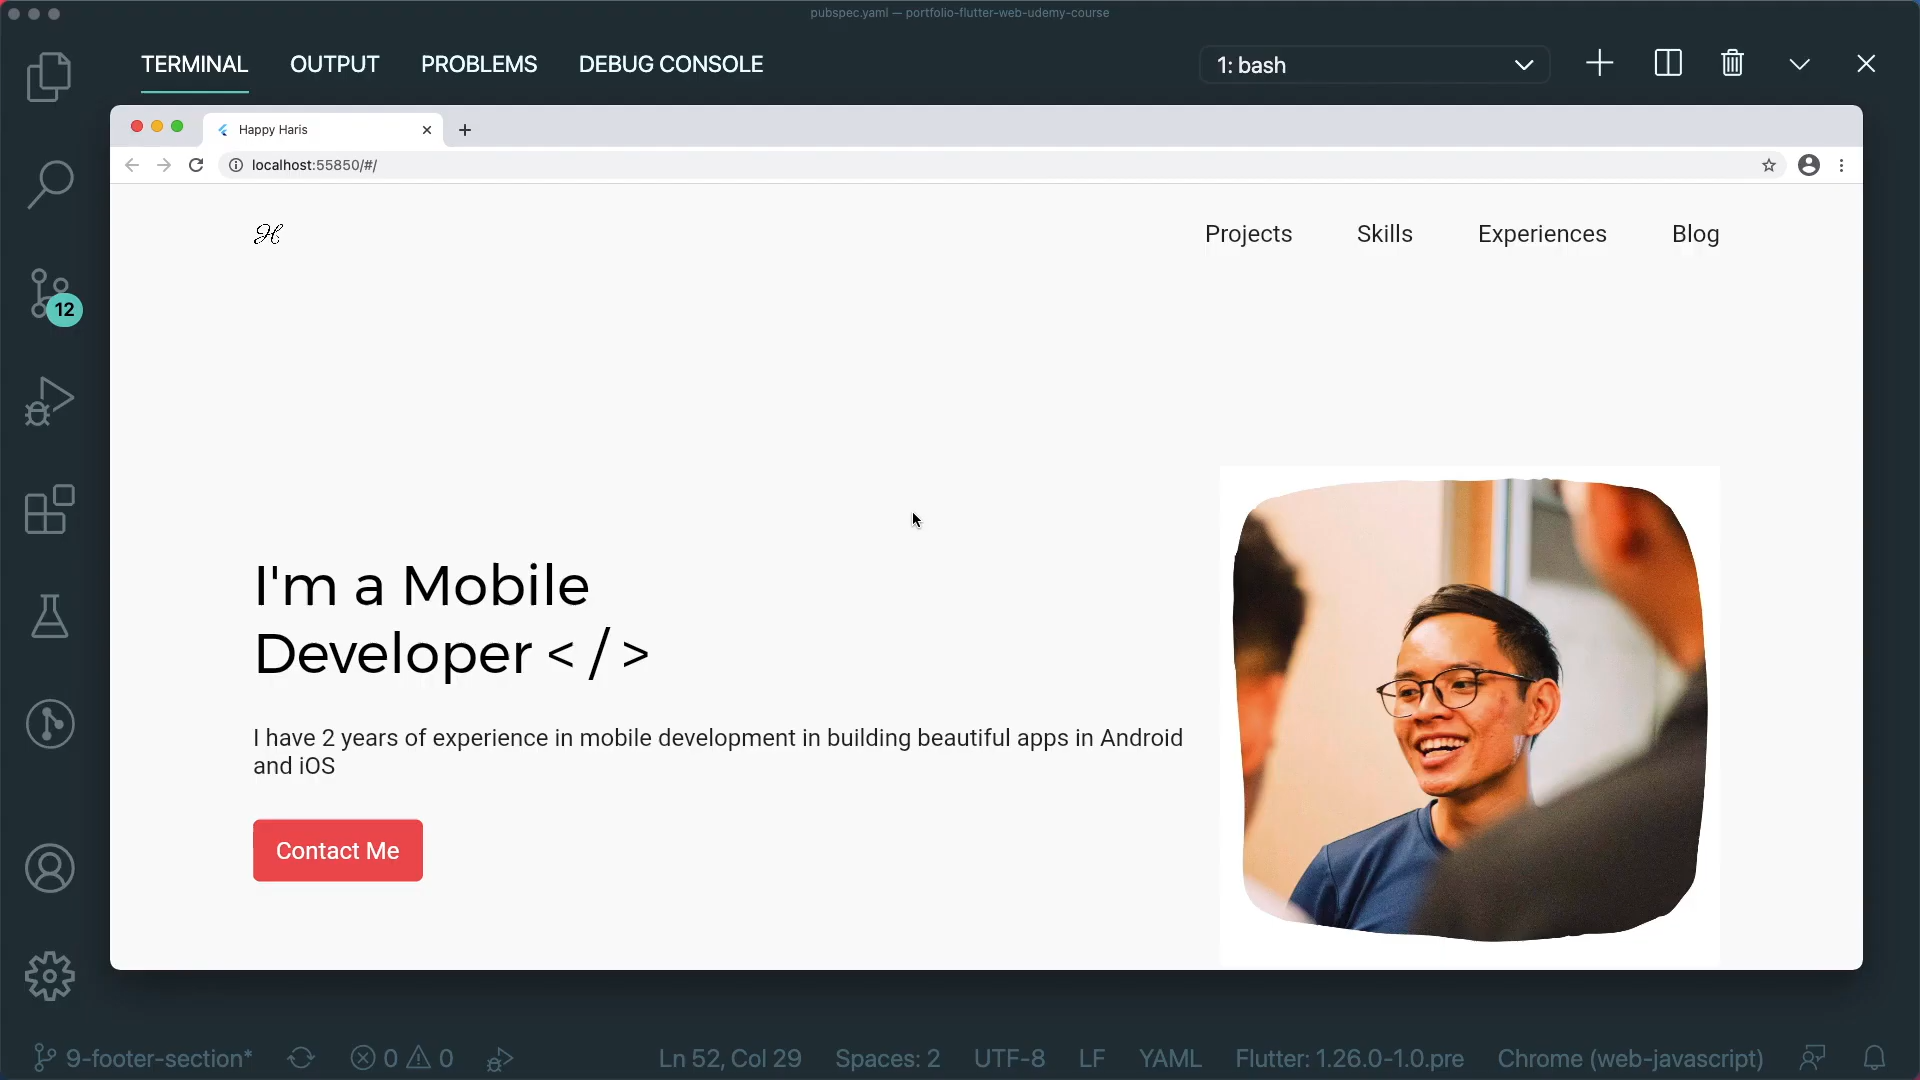 pubspec.yaml — portfolio-flutter-web-udemy-course
TERMINAL OUTPUT PROBLEMS DEBUG CONSOLE 1: bash
Happy Haris
localhost:55850/#/
H Projects Skills Experiences Blog
12
I'm a Mobile
Developer < / >
I have 2 years of experience in mobile development in building beautiful apps in Android
and iOS
Contact Me
9-footer-section* 0 0 Ln 52, Col 29 Spaces: 2 UTF-8 LF YAML Flutter: 1.26.0-1.0.pre Chrome (web-javascript)